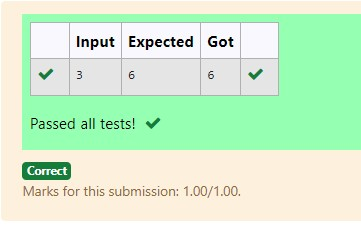 Input Expected Got
3 6 6
Passed all tests!
Correct
Marks for this submission: 1.00/1.00.